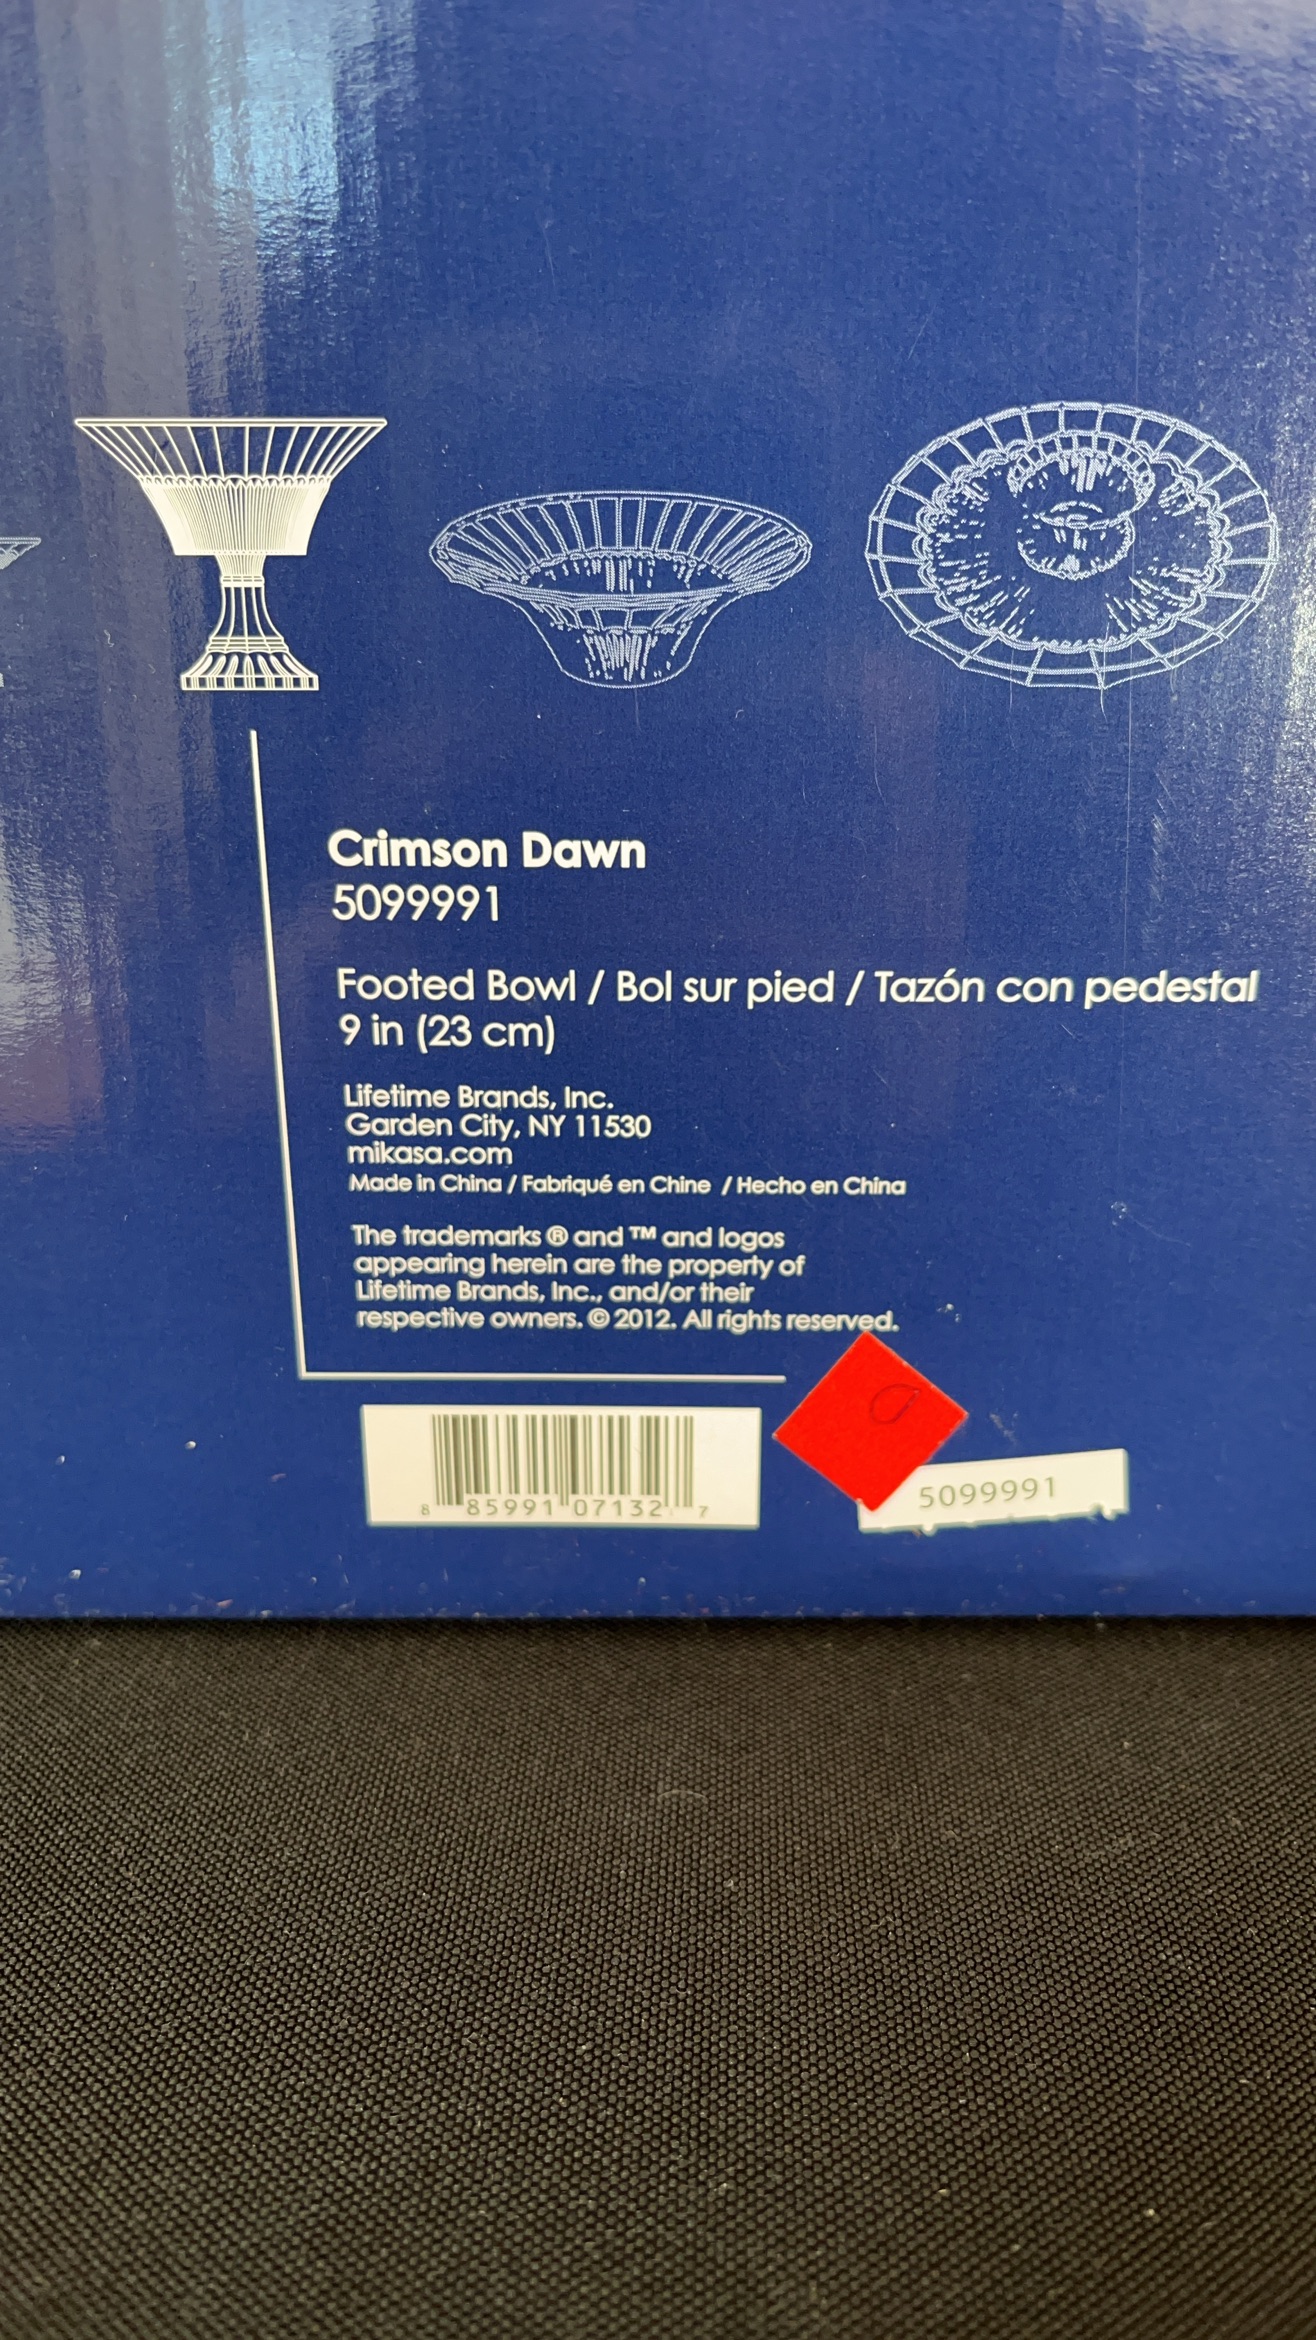 Crimson Dawn
5099991
Footed Bowl / Bol sur pied / Tazón con pedestal
9 in (23 cm)
Lifetime Brands, Inc.
Garden City, NY 11530
mikasa.com
Made in China / Fabriqué en Chine / Hecho en China
The trademarks ® and ™ and logos
appearing herein are the property of
Lifetime Brands, Inc., and/or their
respective owners. © 2012. All rights reserved.
8 85991 07132 7
5099991